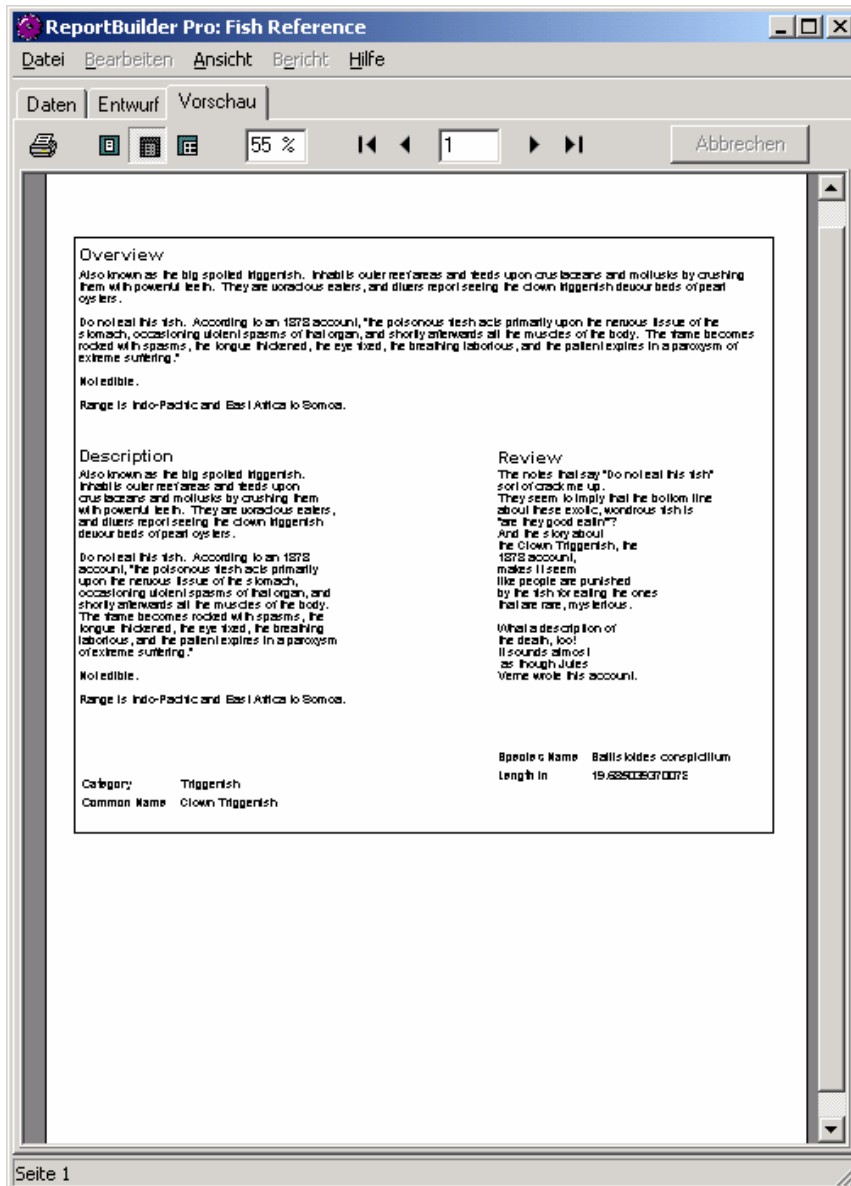 ReportBuilder Pro: Fish Reference
Datei Bearbeiten Ansicht Bericht Hilfe
Daten Entwurf Vorschau
55 % 1 Abbrechen
Overview
Also known as the big spotted triggerfish. Inhabits outer reef areas and feeds upon crustaceans and mollusks by crushing
them with powerful teeth. They are voracious eaters, and divers report seeing the clown triggerfish devour beds of pearl
oysters.
Do not eat this fish. According to an 1878 account, "the poisonous flesh acts primarily upon the nervous tissue of the
stomach, occasioning violent spasms of that organ, and shortly afterwards all the muscles of the body. The frame becomes
rocked with spasms, the tongue thickened, the eye fixed, the breathing laborious, and the patient expires in a paroxysm of
extreme suffering."
Not edible.
Range is Indo-Pacific and East Africa to Somoa.
Description
Also known as the big spotted triggerfish.
Inhabits outer reef areas and feeds upon
crustaceans and mollusks by crushing them
with powerful teeth. They are voracious eaters,
and divers report seeing the clown triggerfish
devour beds of pearl oysters.
Do not eat this fish. According to an 1878
account, "the poisonous flesh acts primarily
upon the nervous tissue of the stomach,
occasioning violent spasms of that organ, and
shortly afterwards all the muscles of the body.
The frame becomes rocked with spasms, the
tongue thickened, the eye fixed, the breathing
laborious, and the patient expires in a paroxysm
of extreme suffering."
Not edible.
Range is Indo-Pacific and East Africa to Somoa.
Review
The notes that say "Do not eat this fish"
sort of crack me up.
They seem to imply that the bottom line
about these exotic, wondrous fish is
"are they good eatin'"?
And the story about
the Clown Triggerfish, the
1878 account,
makes it seem
like people are punished
by the fish for eating the ones
that are rare, mysterious.
What a description of
the death, too!
It sounds almost
as though Jules
Verne wrote this account.
Species Name Ballistoides conspicillum
Length In 19.685039370078
Category Triggerfish
Common Name Clown Triggerfish
Seite 1